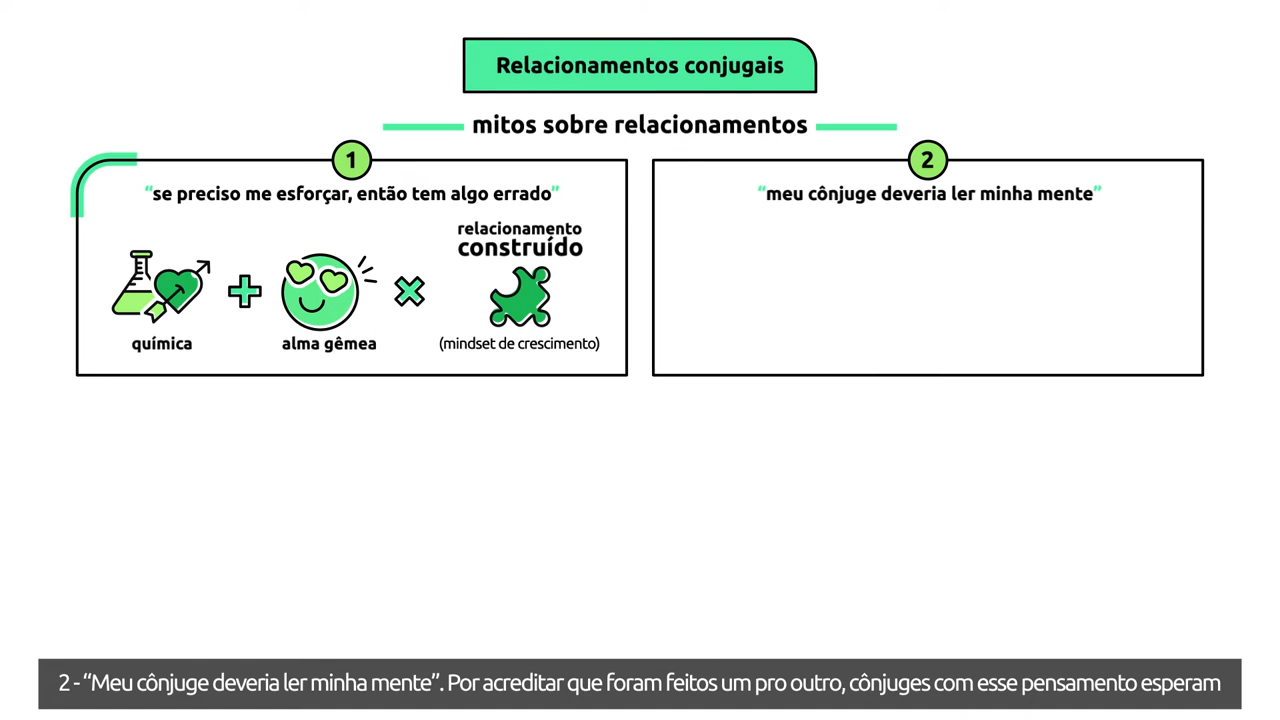 Relacionamentos conjugais
mitos sobre relacionamentos
1
"se preciso me esforçar, então tem algo errado"
relacionamento
construído
química
alma gêmea
(mindset de crescimento)
2
"meu cônjuge deveria ler minha mente"
2 - “Meu cônjuge deveria ler minha mente”. Por acreditar que foram feitos um pro outro, cônjuges com esse pensamento esperam